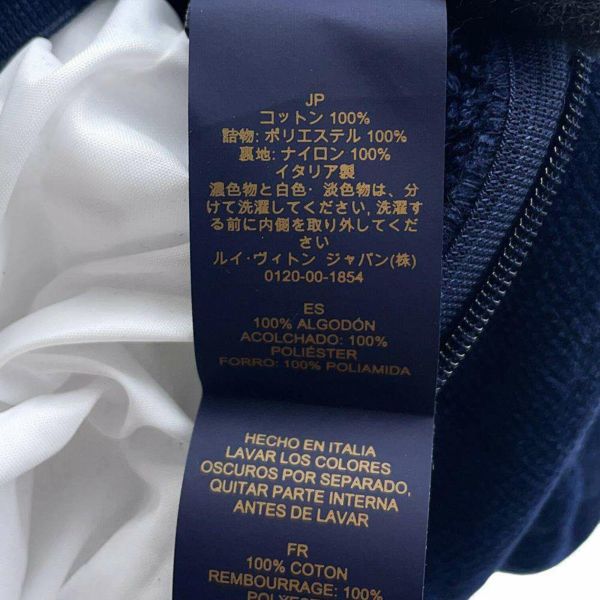 JP
コットン 100%
詰物: ポリエステル 100%
裏地: ナイロン 100%
イタリア製
濃色物と白色・淡色物は、分
けて洗濯してください, 洗濯す
る前に内側を取り外してくだ
さい
ルイ・ヴィトン ジャパン(株)
0120-00-1854
ES
100% ALGODÓN
ACOLCHADO: 100%
POLIÉSTER
FORRO: 100% POLIAMIDA
HECHO EN ITALIA
LAVAR LOS COLORES
OSCUROS POR SEPARADO,
QUITAR PARTE INTERNA
ANTES DE LAVAR
FR
100% COTON
REMBOURRAGE: 100%